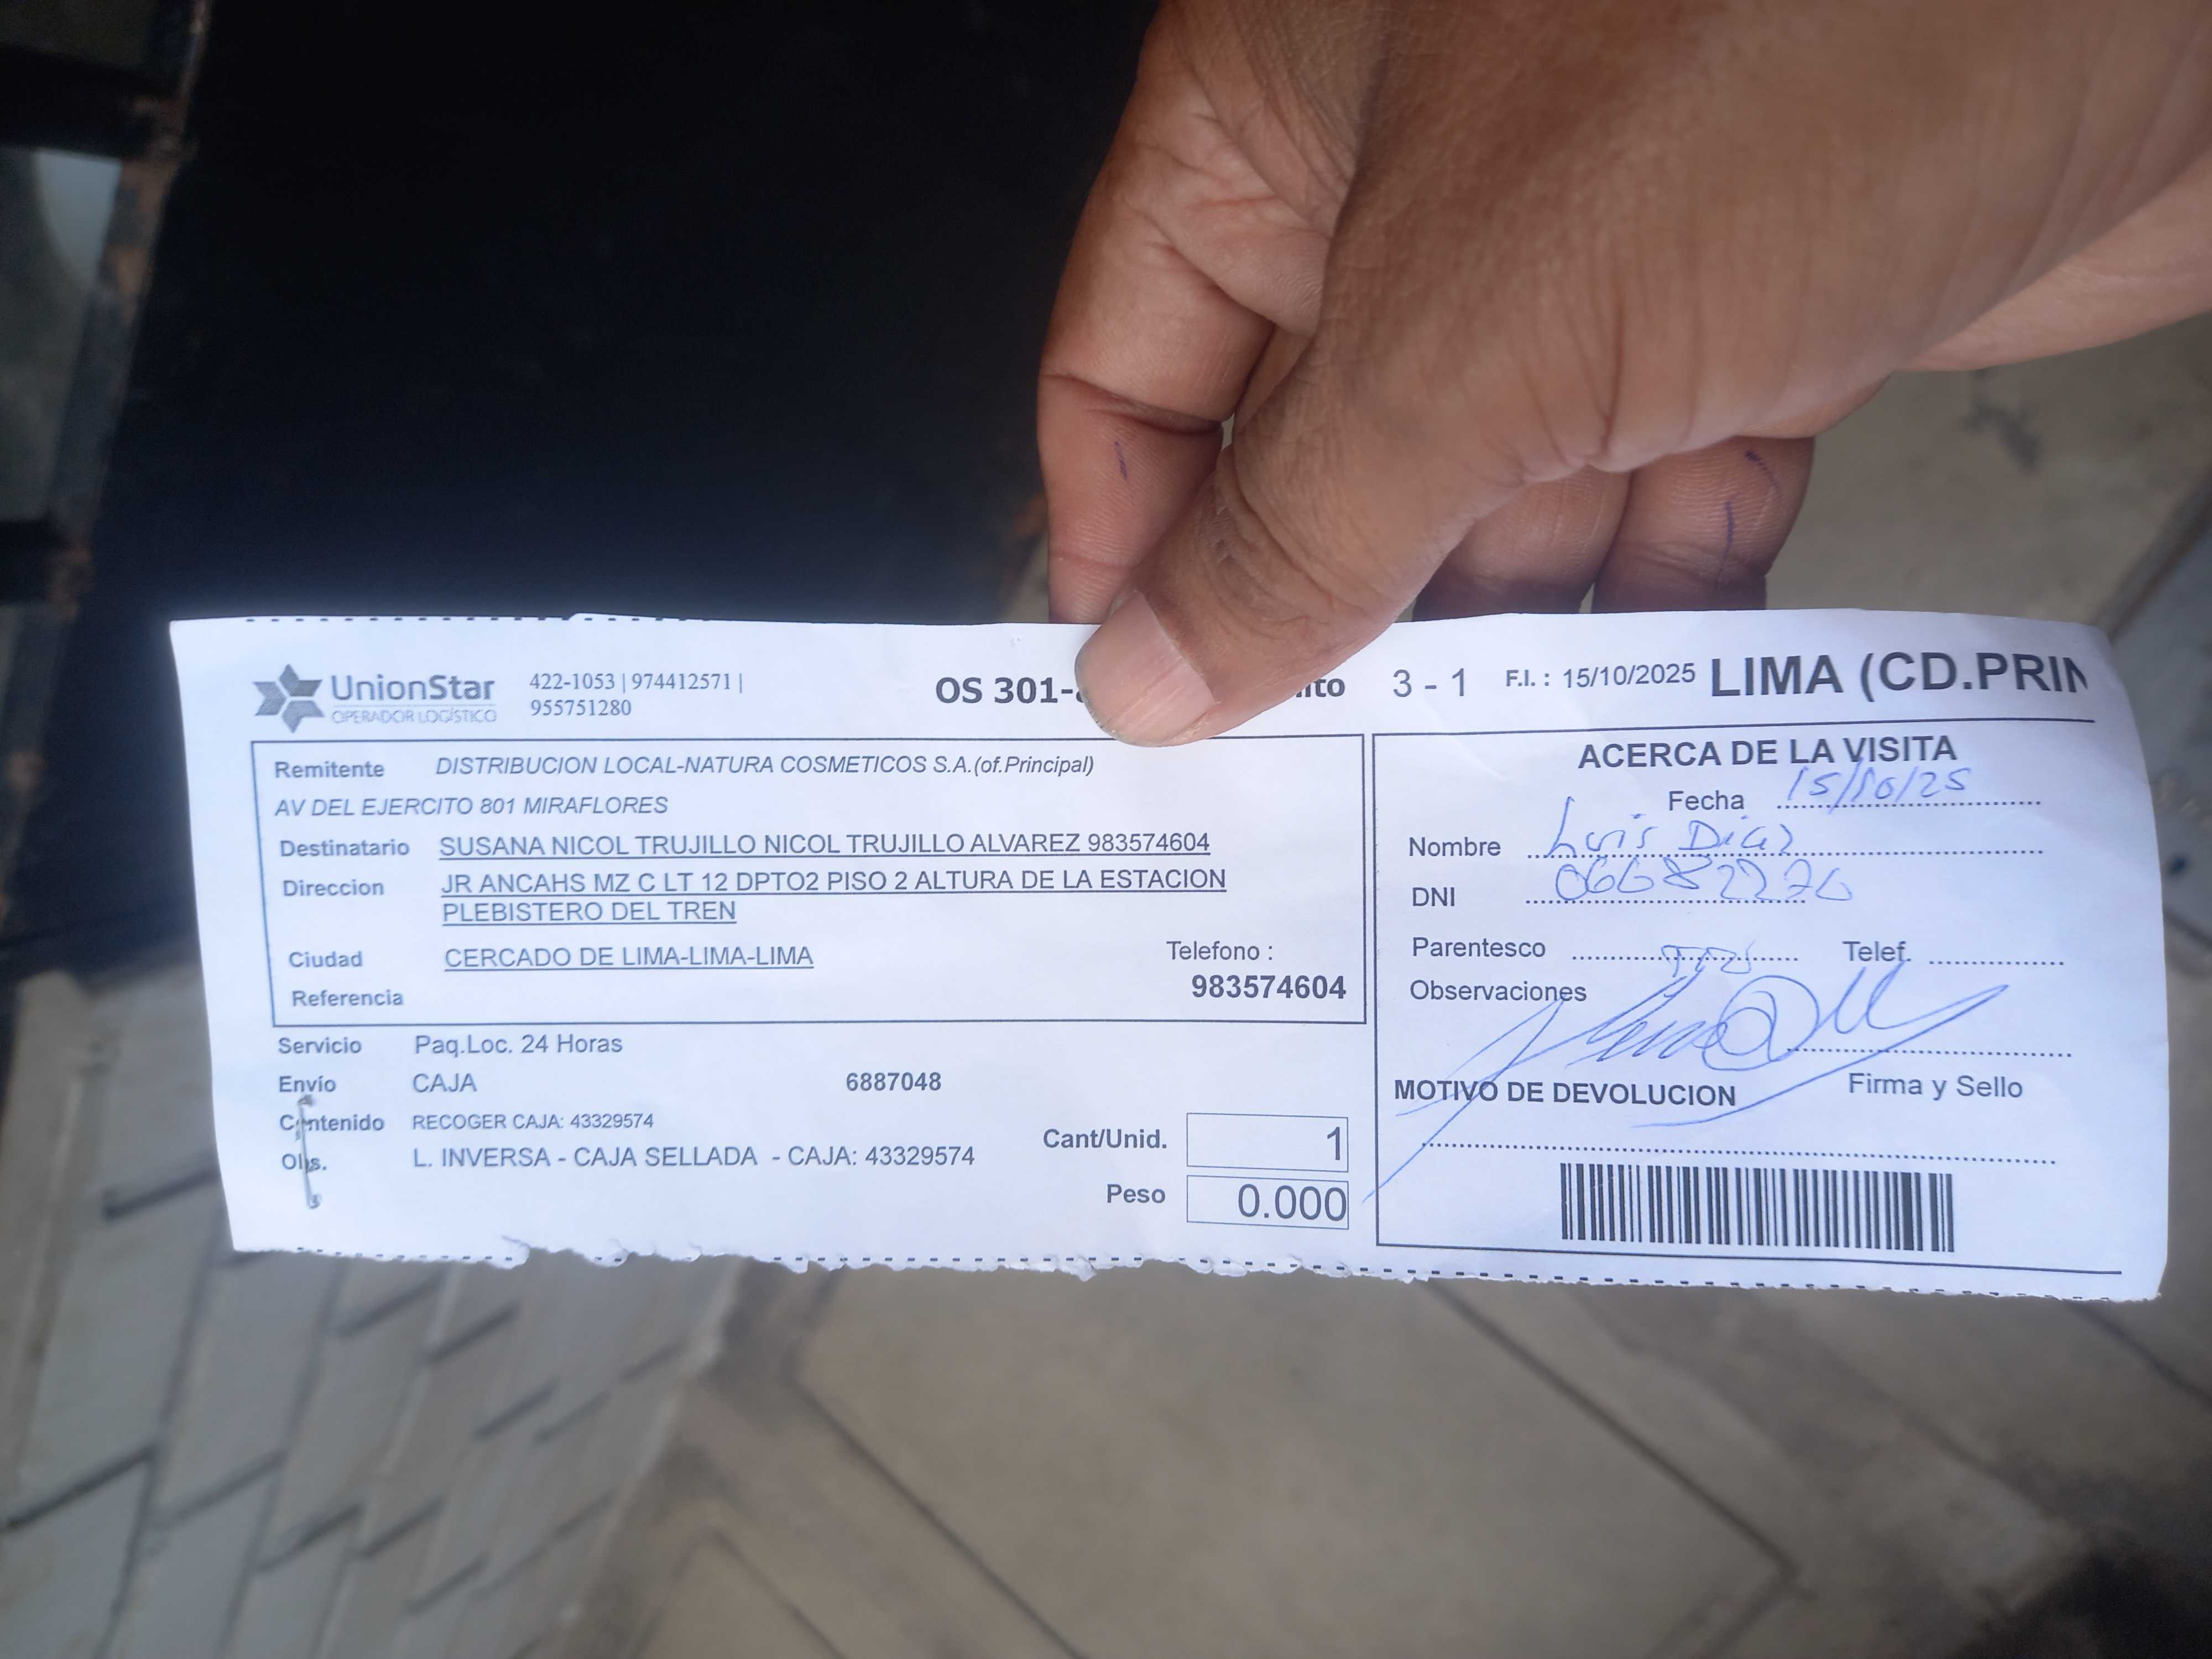 UnionStar
OPERADOR LOGÍSTICO
422-1053 | 974412571 |
955751280
OS 301-
3 - 1 F.I. : 15/10/2025 LIMA (CD.PRIN
Remitente DISTRIBUCION LOCAL-NATURA COSMETICOS S.A.(of.Principal)
AV DEL EJERCITO 801 MIRAFLORES
Destinatario SUSANA NICOL TRUJILLO NICOL TRUJILLO ALVAREZ 983574604
Direccion JR ANCAHS MZ C LT 12 DPTO2 PISO 2 ALTURA DE LA ESTACION
PLEBISTERO DEL TREN
Ciudad CERCADO DE LIMA-LIMA-LIMA
Telefono :
983574604
Referencia
Servicio Paq.Loc. 24 Horas
Envío CAJA 6887048
Contenido RECOGER CAJA: 43329574
Obs. L. INVERSA - CAJA SELLADA - CAJA: 43329574
Cant/Unid. 1
Peso 0.000
ACERCA DE LA VISITA
Fecha 15/10/25
Nombre Luis Diaz
DNI
Parentesco Telef.
Observaciones
Firma y Sello
MOTIVO DE DEVOLUCION